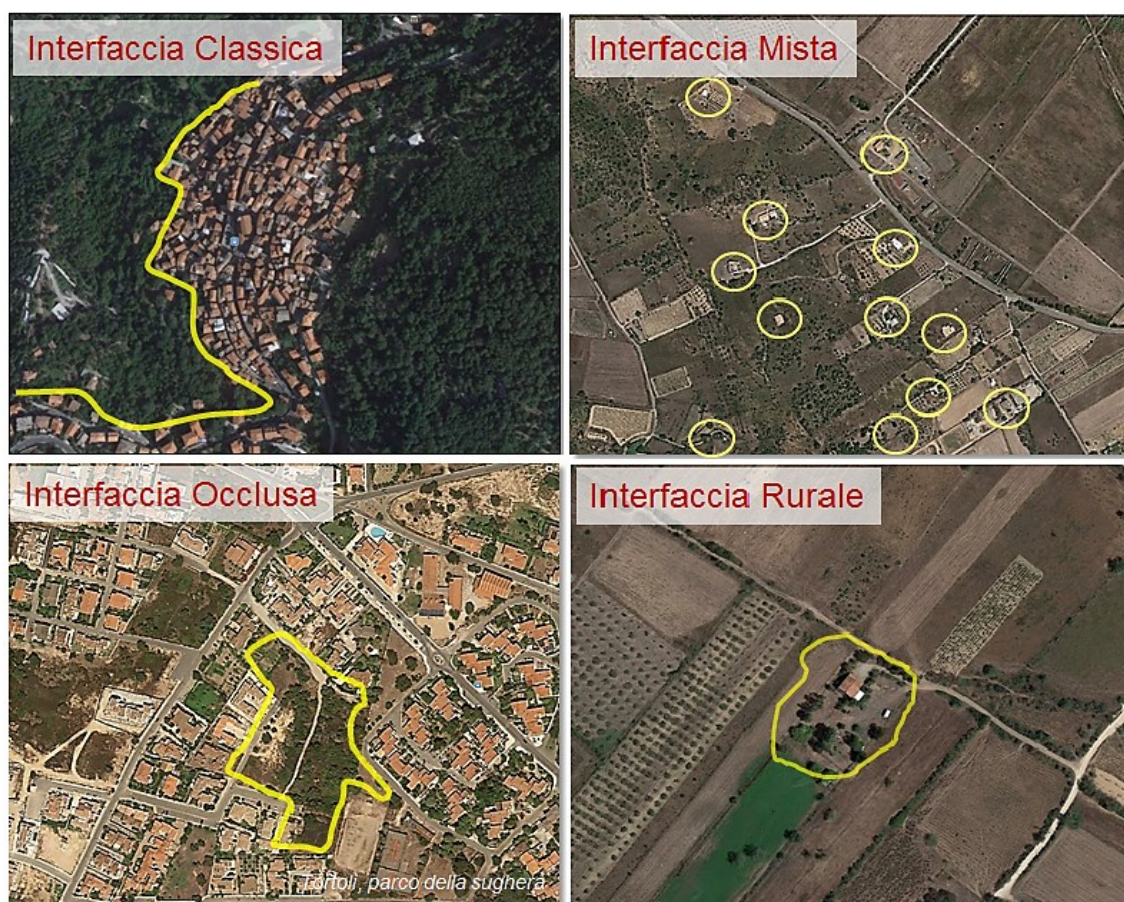 Interfaccia Classica
Interfaccia Mista
Interfaccia Occlusa
Interfaccia Rurale
Tortolì, parco della sughera